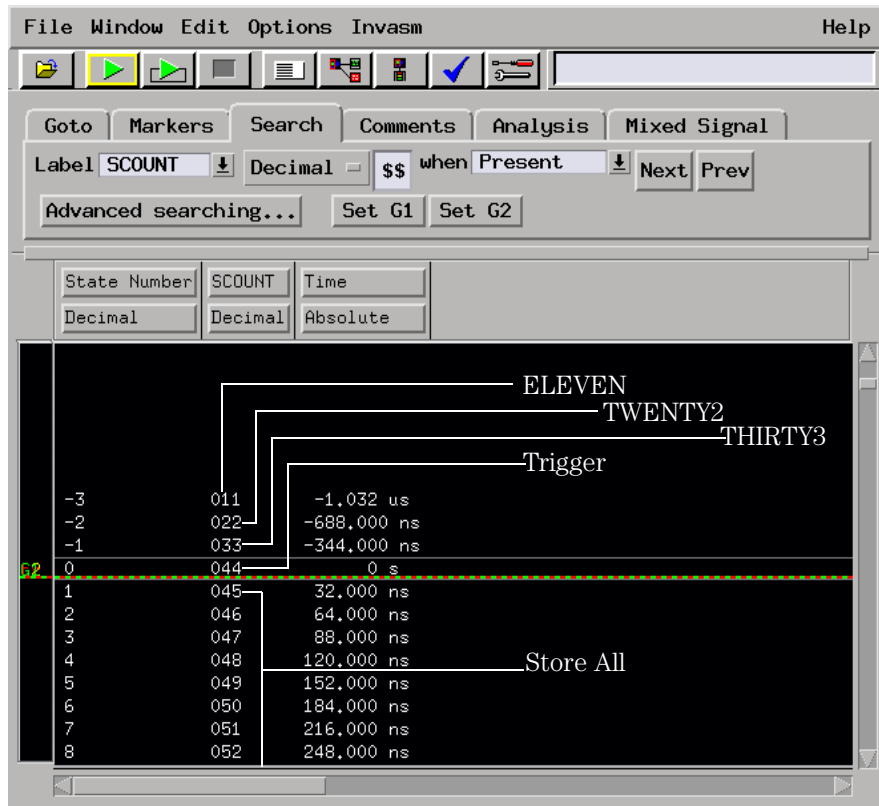 File Window Edit Options Invasm Help
Goto Markers Search Comments Analysis Mixed Signal
Label SCOUNT Decimal $$ when Present Next Prev
Advanced searching... Set G1 Set G2
State Number SCOUNT Time
Decimal Decimal Absolute
ELEVEN
TWENTY2
THIRTY3
Trigger
-3 011 -1.032 us
-2 022 -688.000 ns
-1 033 -344.000 ns
G2 0 044 0 s
1 045 32.000 ns
2 046 64.000 ns
3 047 88.000 ns
4 048 120.000 ns Store All
5 049 152.000 ns
6 050 184.000 ns
7 051 216.000 ns
8 052 248.000 ns